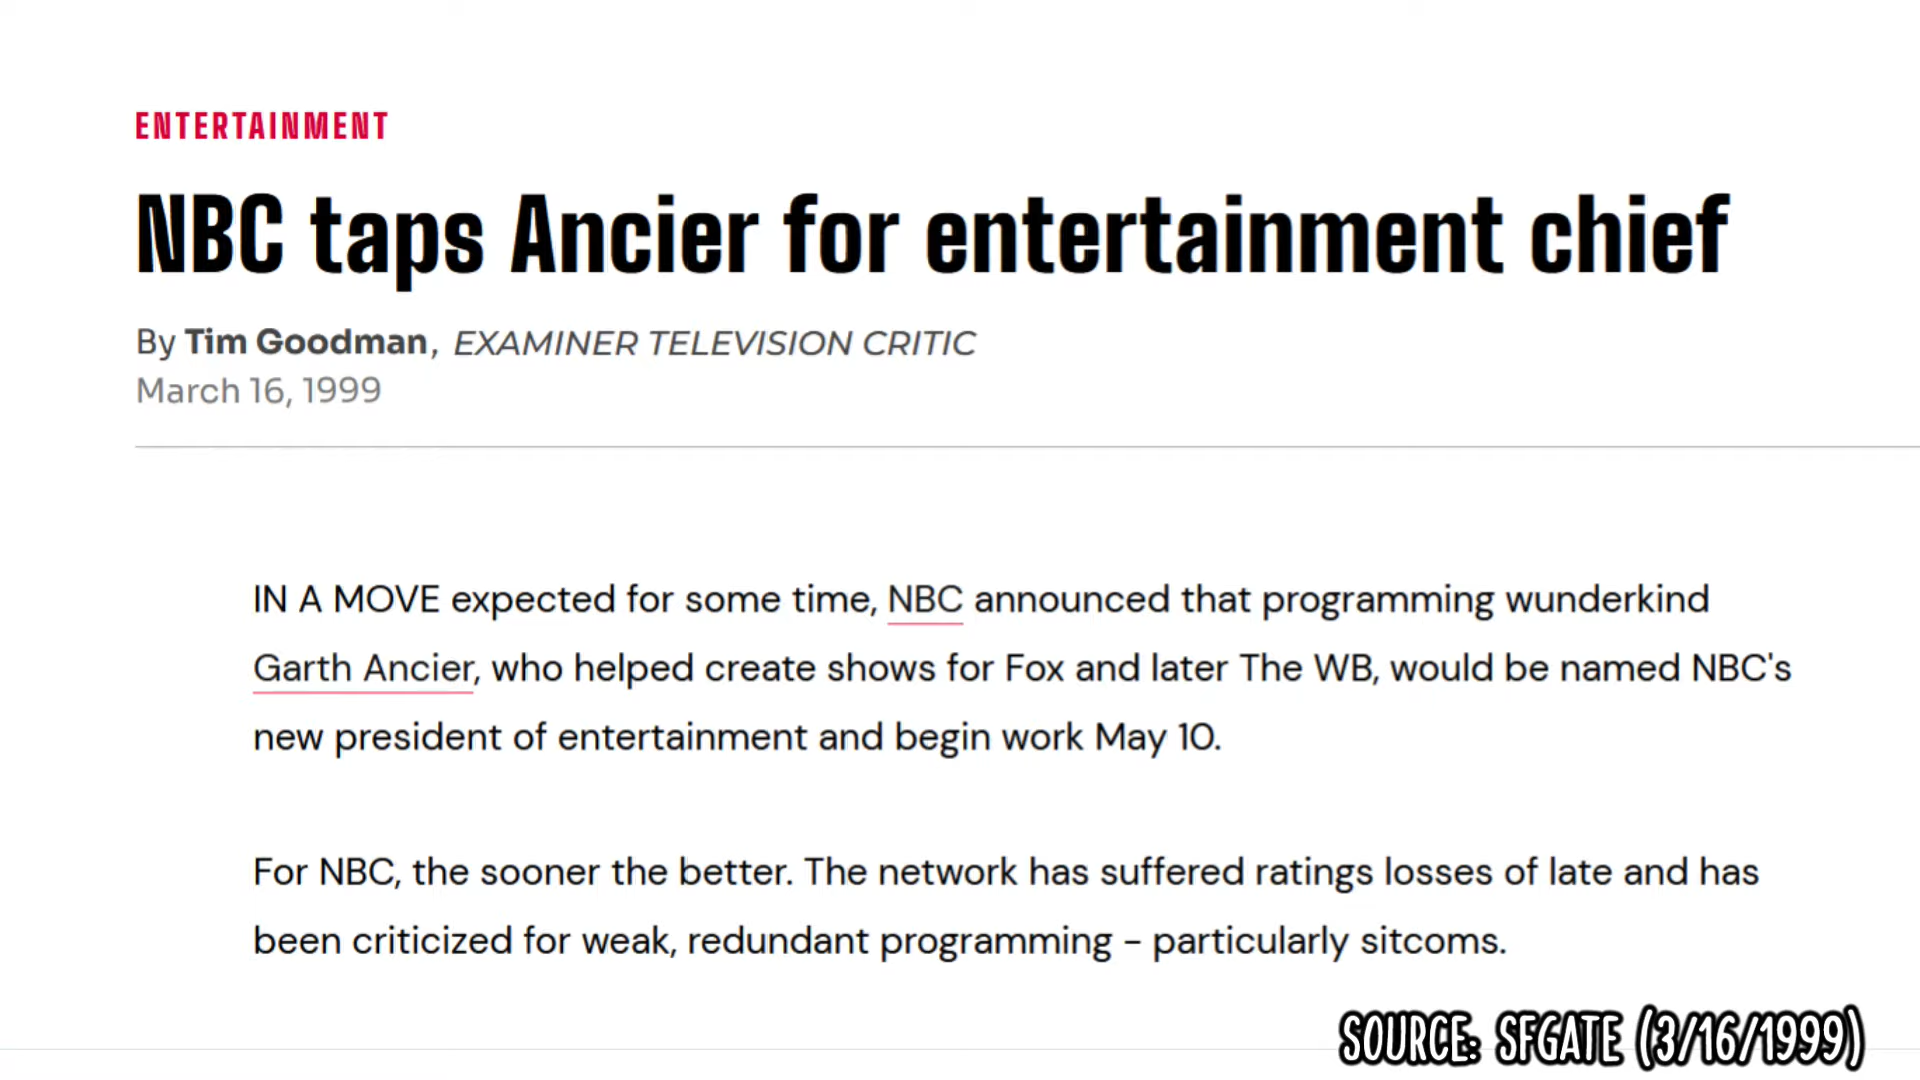 ENTERTAINMENT
NBC taps Ancier for entertainment chief
By Tim Goodman, EXAMINER TELEVISION CRITIC
March 16, 1999
IN A MOVE expected for some time, NBC announced that programming wunderkind
Garth Ancier, who helped create shows for Fox and later The WB, would be named NBC's
new president of entertainment and begin work May 10.
For NBC, the sooner the better. The network has suffered ratings losses of late and has
been criticized for weak, redundant programming - particularly sitcoms.
SOURCE: SFGATE (3/16/1999)